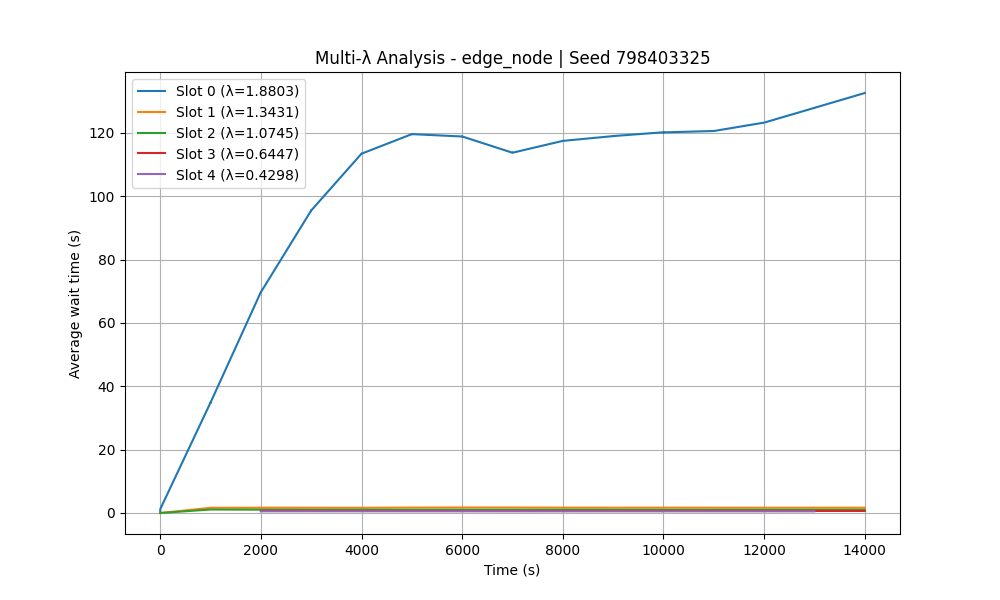 Multi-λ Analysis - edge_node | Seed 798403325
Slot 0 (λ=1.8803)
Slot 1 (λ=1.3431)
Slot 2 (λ=1.0745)
Slot 3 (λ=0.6447)
Slot 4 (λ=0.4298)
Average wait time (s)
120
100
80
60
40
20
0
0 2000 4000 6000 8000 10000 12000 14000
Time (s)